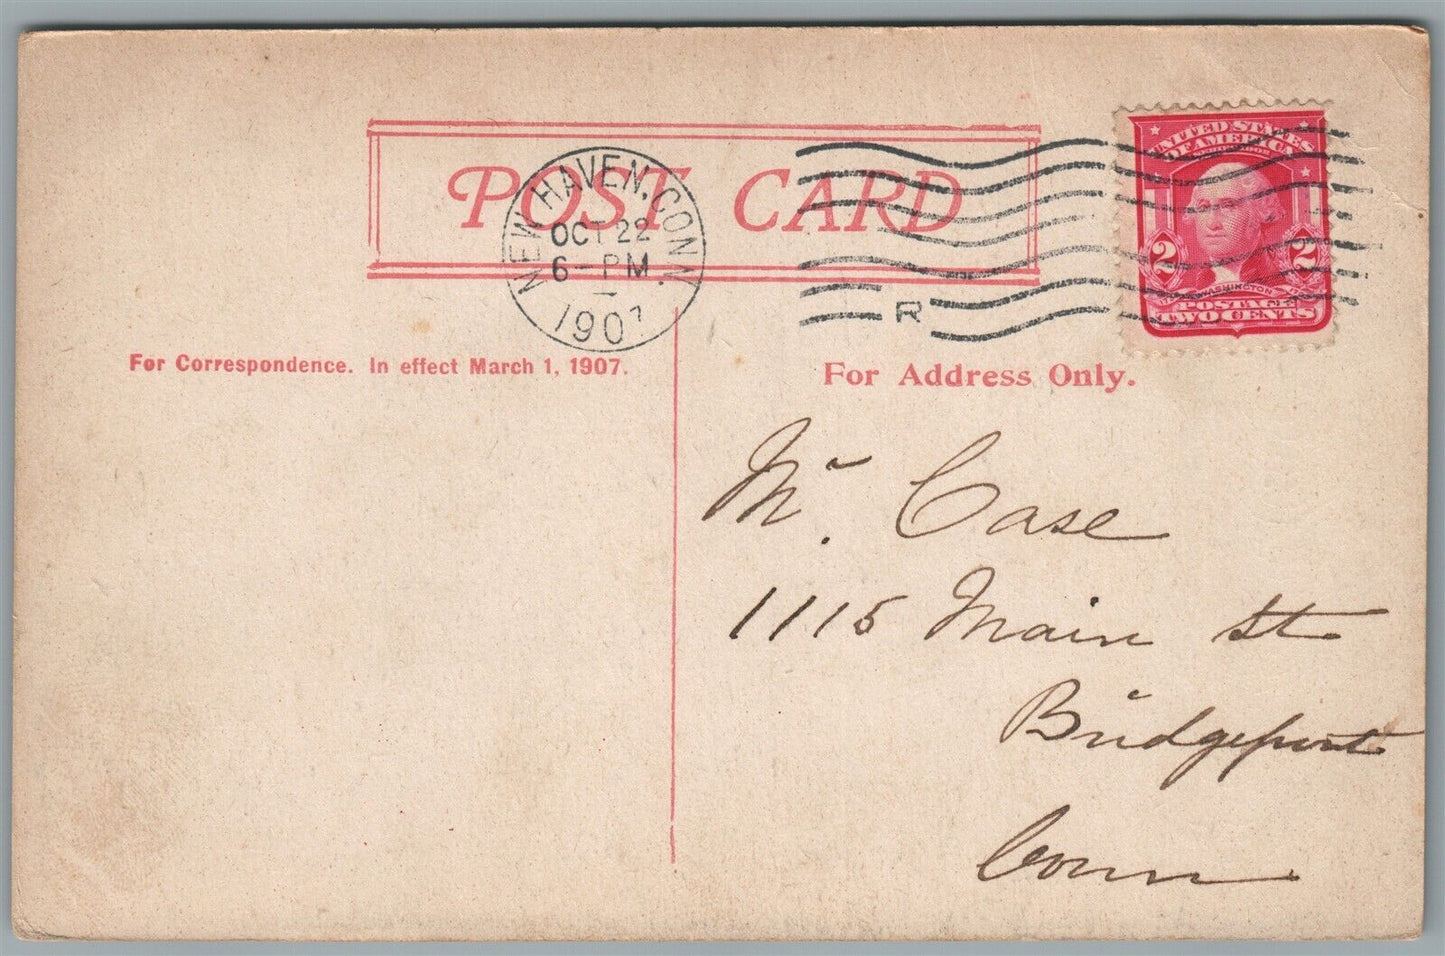 POST CARD
NEW HAVEN, CONN.
OCT 22
6-PM
1907
R
UNITED STATES
OF AMERICA
2 2
WASHINGTON
POSTAGE
TWO CENTS
For Correspondence. In effect March 1, 1907.
For Address Only.
Mr. Case
1115 Main St
Bridgeport
Conn